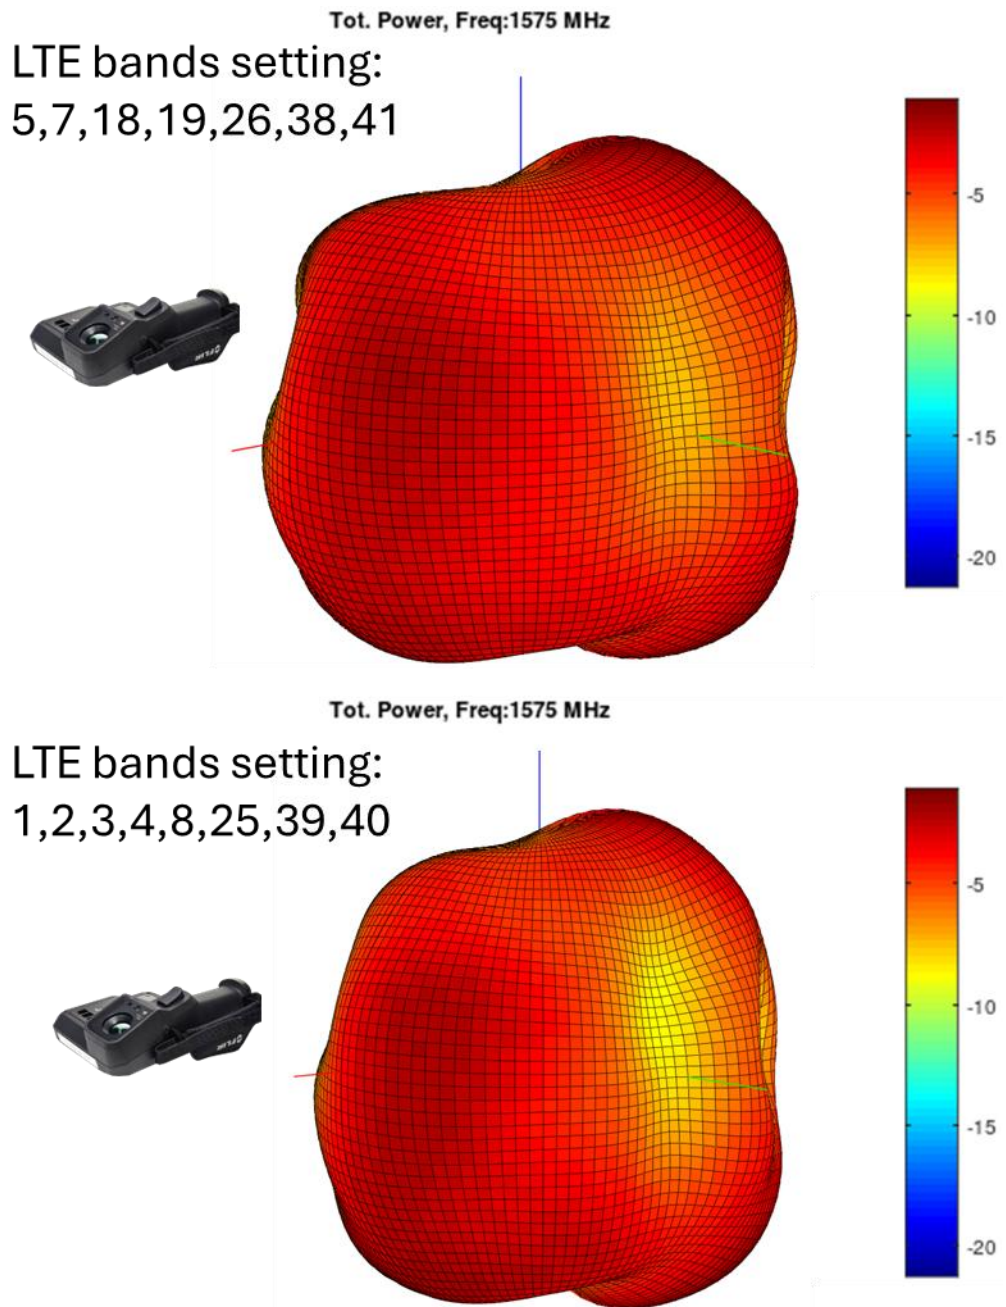 Tot. Power, Freq:1575 MHz
LTE bands setting:
5,7,18,19,26,38,41
-5
-10
-15
-20
FLIR
Tot. Power, Freq:1575 MHz
LTE bands setting:
1,2,3,4,8,25,39,40
-5
-10
-15
-20
FLIR